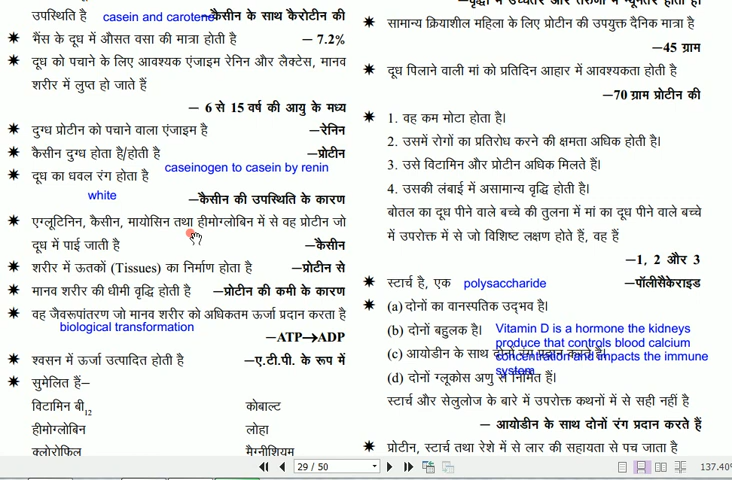 उपस्थिति है casein and carotene –कैसीन के साथ कैरोटीन की
✷ भैंस के दूध में औसत वसा की मात्रा होती है – 7.2%
✷ दूध को पचाने के लिए आवश्यक एंजाइम रेनिन और लैक्टेस, मानव
शरीर में लुप्त हो जाते हैं
– 6 से 15 वर्ष की आयु के मध्य
✷ दुग्ध प्रोटीन को पचाने वाला एंजाइम है –रेनिन
✷ कैसीन दुग्ध होता है/होती है –प्रोटीन
caseinogen to casein by renin
✷ दूध का धवल रंग होता है
white
–कैसीन की उपस्थिति के कारण
✷ एग्लूटिनिन, कैसीन, मायोसिन तथा हीमोग्लोबिन में से वह प्रोटीन जो
दूध में पाई जाती है –कैसीन
✷ शरीर में ऊतकों (Tissues) का निर्माण होता है –प्रोटीन से
✷ मानव शरीर की धीमी वृद्धि होती है –प्रोटीन की कमी के कारण
✷ वह जैवरूपांतरण जो मानव शरीर को अधिकतम ऊर्जा प्रदान करता है
biological transformation
–ATP→ADP
✷ श्वसन में ऊर्जा उत्पादित होती है –ए.टी.पी. के रूप में
✷ सुमेलित हैं–
विटामिन बी12 कोबाल्ट
हीमोग्लोबिन लोहा
क्लोरोफिल मैग्नीशियम
✷ सामान्य क्रियाशील महिला के लिए प्रोटीन की उपयुक्त दैनिक मात्रा है
–45 ग्राम
✷ दूध पिलाने वाली मां को प्रतिदिन आहार में आवश्यकता होती है
–70 ग्राम प्रोटीन की
✷ 1. वह कम मोटा होता है।
2. उसमें रोगों का प्रतिरोध करने की क्षमता अधिक होती है।
3. उसे विटामिन और प्रोटीन अधिक मिलते हैं।
4. उसकी लंबाई में असामान्य वृद्धि होती है।
बोतल का दूध पीने वाले बच्चे की तुलना में मां का दूध पीने वाले बच्चे
में उपरोक्त में से जो विशिष्ट लक्षण होते हैं, वह हैं
–1, 2 और 3
✷ स्टार्च है, एक polysaccharide –पॉलीसैकेराइड
✷ (a) दोनों का वानस्पतिक उद्भव है।
(b) दोनों बहुलक है।
Vitamin D is a hormone the kidneys
produce that controls blood calcium
concentration and impacts the immune
system
(c) आयोडीन के साथ दोनों रंग प्रदान करते हैं।
(d) दोनों ग्लूकोस अणु से निर्मित हैं।
स्टार्च और सेलुलोज के बारे में उपरोक्त कथनों में से सही नहीं है
– आयोडीन के साथ दोनों रंग प्रदान करते हैं
✷ प्रोटीन, स्टार्च तथा रेशे में से लार की सहायता से पच जाता है
29 / 50
137.40